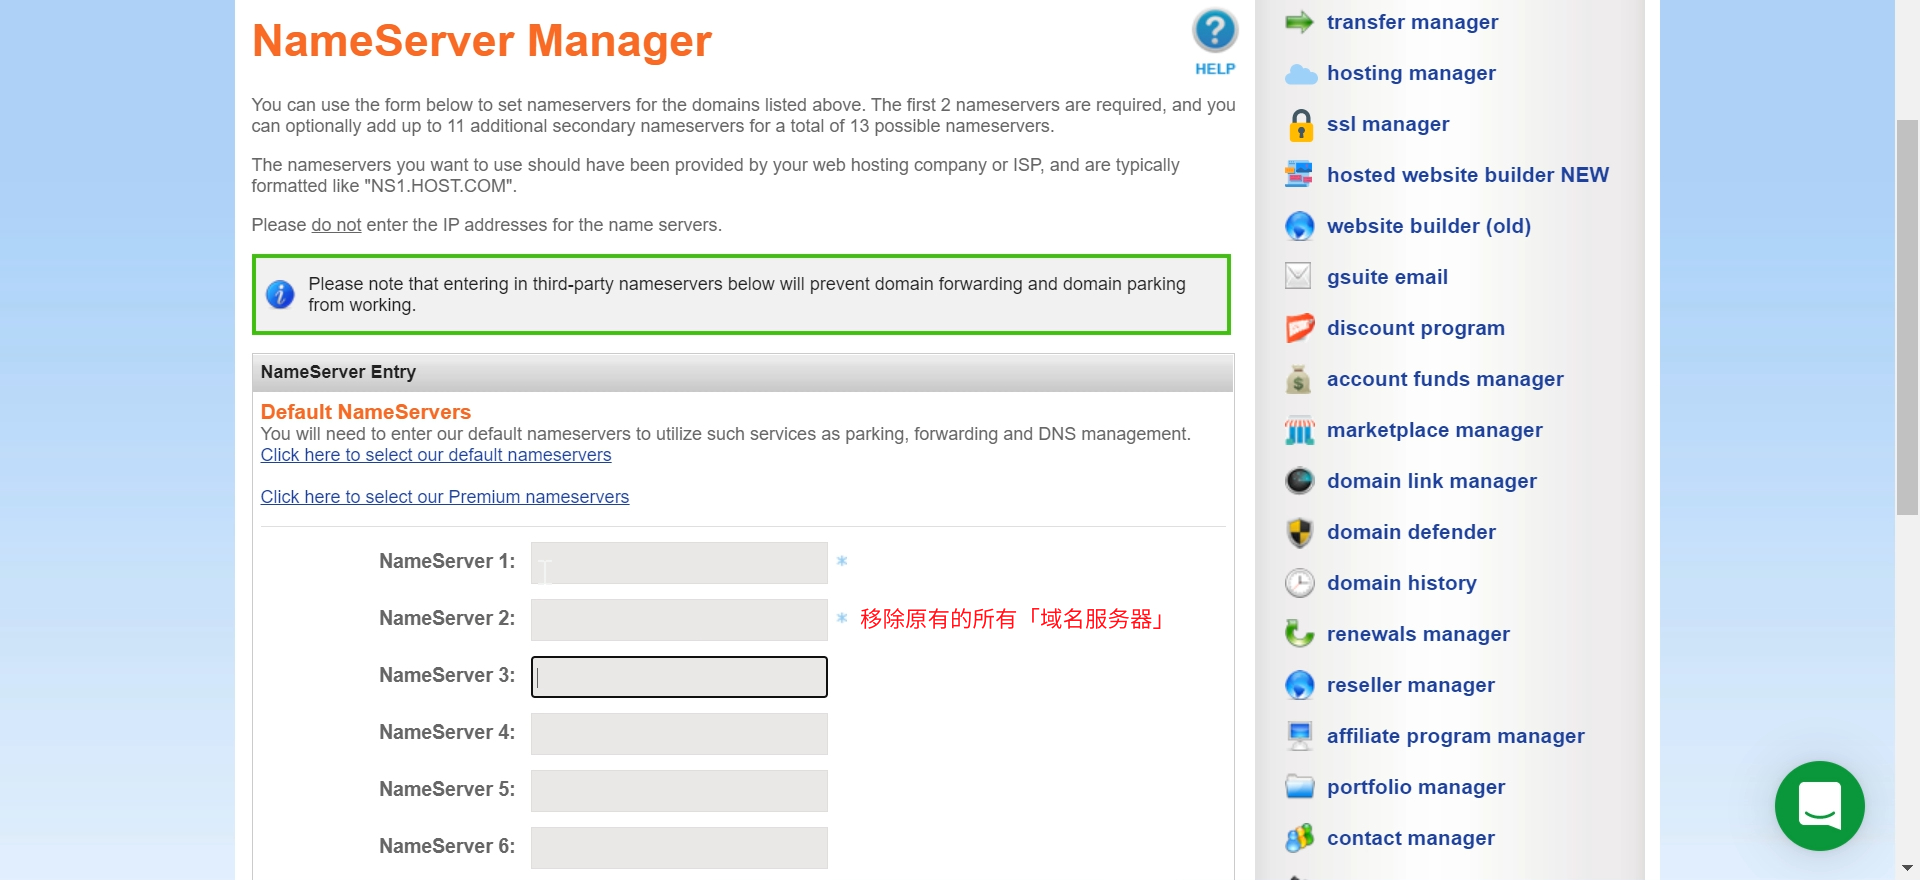 NameServer Manager
HELP
You can use the form below to set nameservers for the domains listed above. The first 2 nameservers are required, and you
can optionally add up to 11 additional secondary nameservers for a total of 13 possible nameservers.
The nameservers you want to use should have been provided by your web hosting company or ISP, and are typically
formatted like "NS1.HOST.COM".
Please do not enter the IP addresses for the name servers.
Please note that entering in third-party nameservers below will prevent domain forwarding and domain parking
from working.
NameServer Entry
Default NameServers
You will need to enter our default nameservers to utilize such services as parking, forwarding and DNS management.
Click here to select our default nameservers
Click here to select our Premium nameservers
NameServer 1: *
NameServer 2: * 移除原有的所有「域名服务器」
NameServer 3:
NameServer 4:
NameServer 5:
NameServer 6:
transfer manager
hosting manager
ssl manager
hosted website builder NEW
website builder (old)
gsuite email
discount program
account funds manager
marketplace manager
domain link manager
domain defender
domain history
renewals manager
reseller manager
affiliate program manager
portfolio manager
contact manager